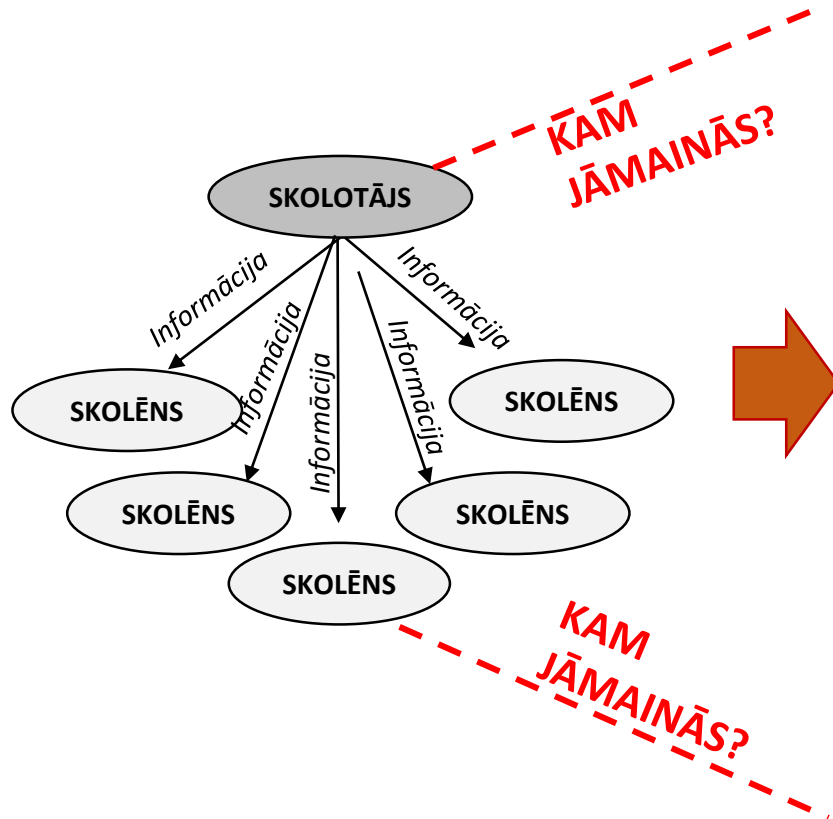 KAM
JĀMAINĀS?
SKOLOTĀJS
Informācija
Informācija
Informācija
Informācija
Informācija
SKOLĒNS
SKOLĒNS
SKOLĒNS
SKOLĒNS
SKOLĒNS
KAM
JĀMAINĀS?